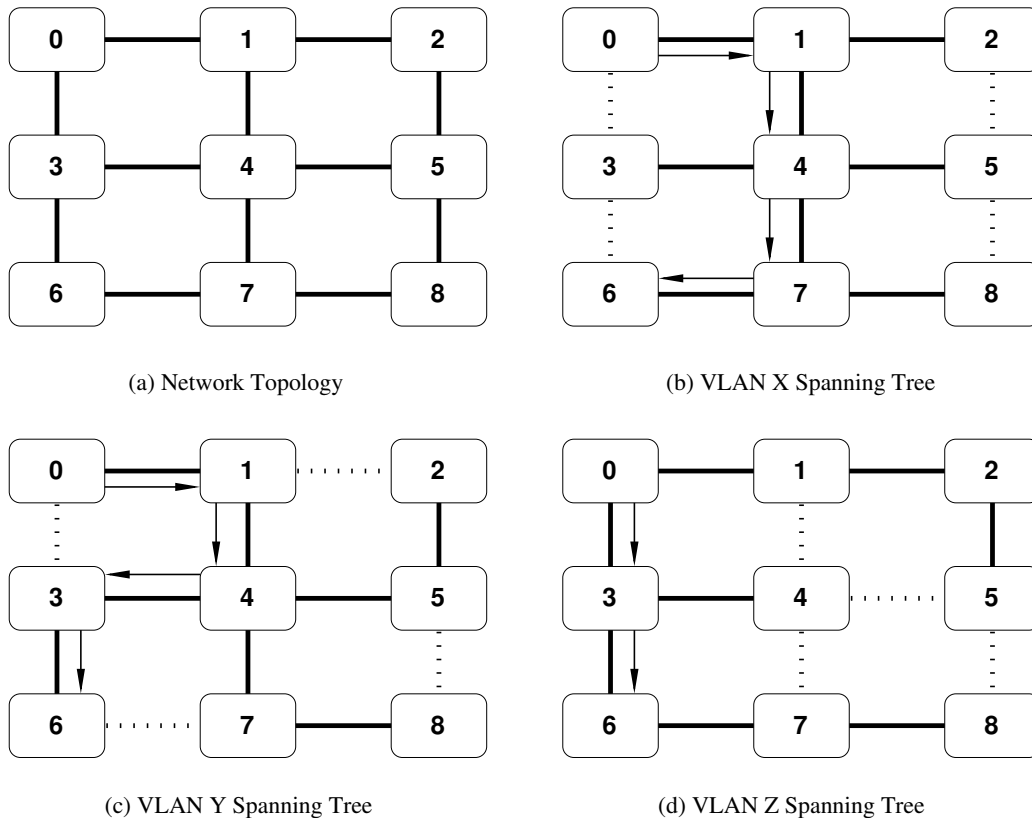 0 1 2
3 4 5
6 7 8
(a) Network Topology
0 1 2
3 4 5
6 7 8
(b) VLAN X Spanning Tree
0 1 2
3 4 5
6 7 8
(c) VLAN Y Spanning Tree
0 1 2
3 4 5
6 7 8
(d) VLAN Z Spanning Tree